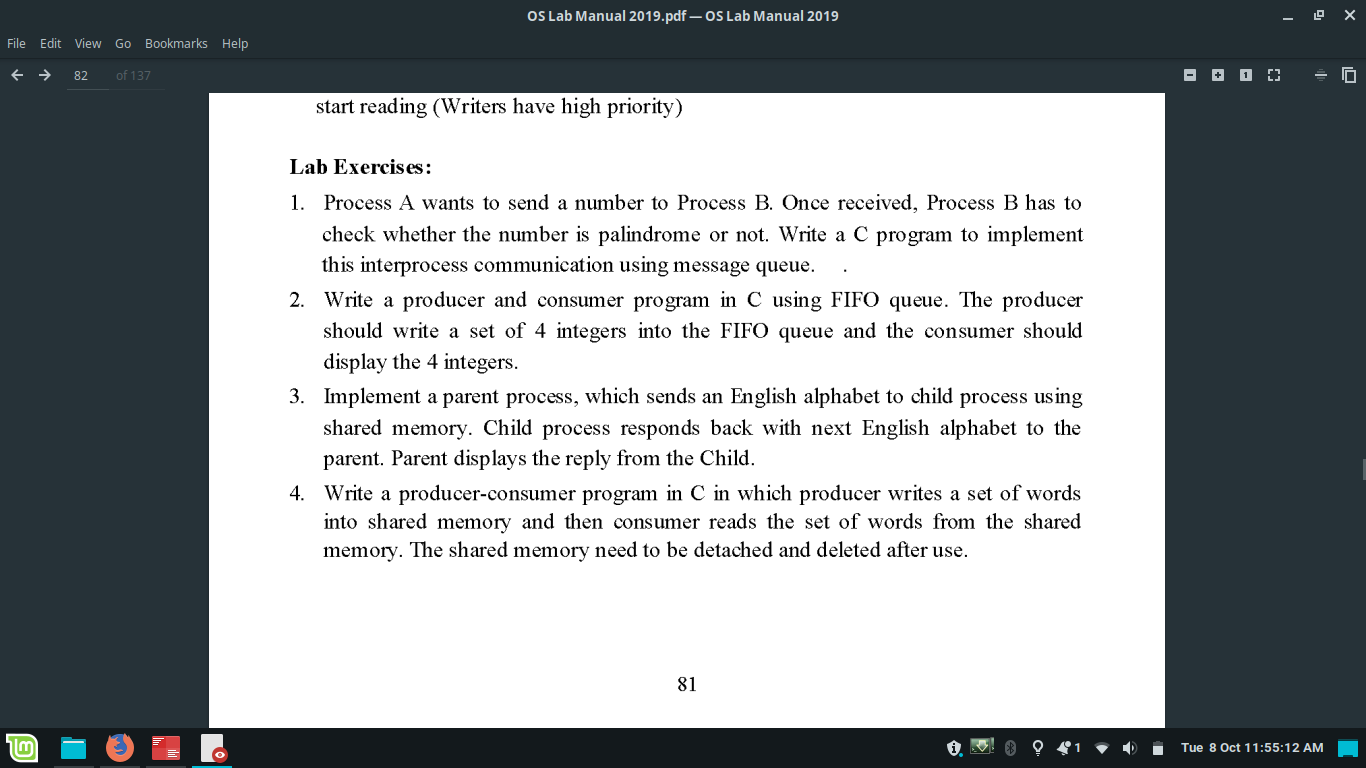 OS Lab Manual 2019.pdf — OS Lab Manual 2019
File Edit View Go Bookmarks Help
82 of 137
start reading (Writers have high priority)
Lab Exercises:
1. Process A wants to send a number to Process B. Once received, Process B has to
check whether the number is palindrome or not. Write a C program to implement
this interprocess communication using message queue. .
2. Write a producer and consumer program in C using FIFO queue. The producer
should write a set of 4 integers into the FIFO queue and the consumer should
display the 4 integers.
3. Implement a parent process, which sends an English alphabet to child process using
shared memory. Child process responds back with next English alphabet to the
parent. Parent displays the reply from the Child.
4. Write a producer-consumer program in C in which producer writes a set of words
into shared memory and then consumer reads the set of words from the shared
memory. The shared memory need to be detached and deleted after use.
81
1 Tue 8 Oct 11:55:12 AM